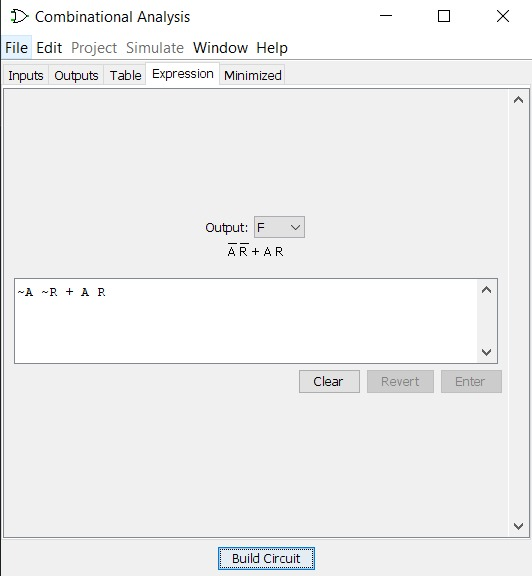 Combinational Analysis
File Edit Project Simulate Window Help
Inputs Outputs Table Expression Minimized
Output: F
A̅ R̅ + A R
~A ~R + A R
Clear Revert Enter
Build Circuit